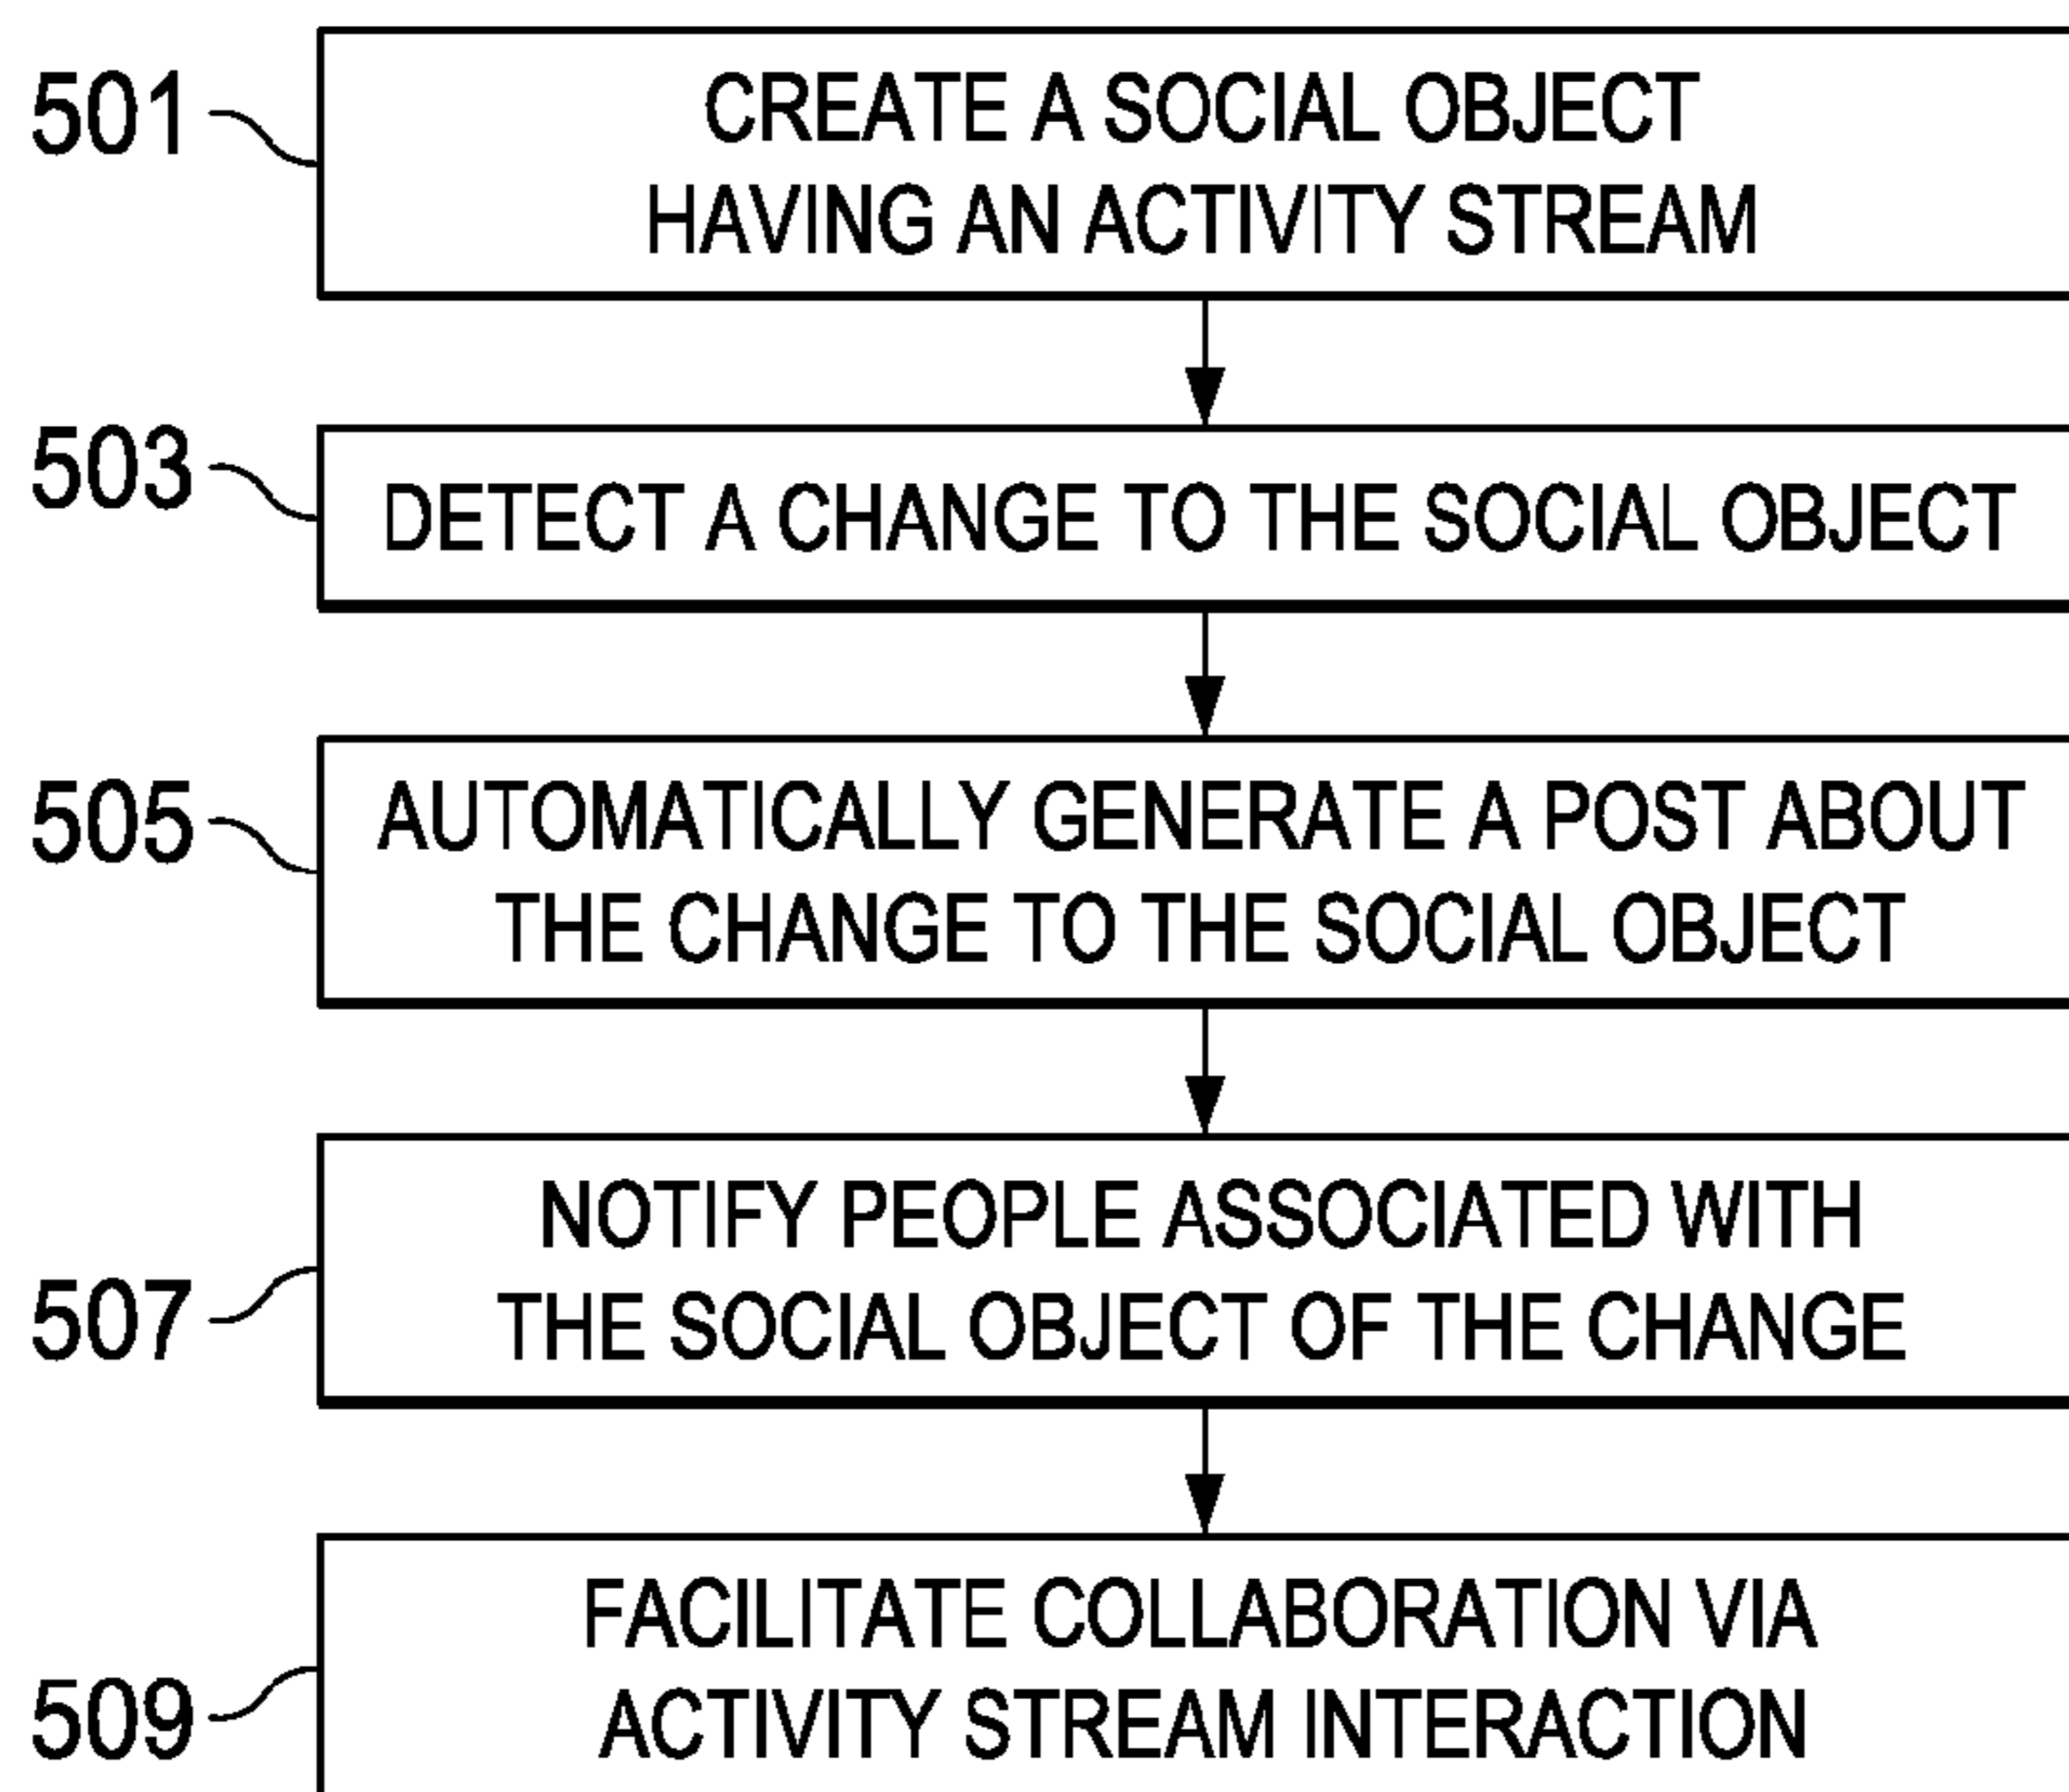 501
CREATE A SOCIAL OBJECT
HAVING AN ACTIVITY STREAM
503
DETECT A CHANGE TO THE SOCIAL OBJECT
505
AUTOMATICALLY GENERATE A POST ABOUT
THE CHANGE TO THE SOCIAL OBJECT
507
NOTIFY PEOPLE ASSOCIATED WITH
THE SOCIAL OBJECT OF THE CHANGE
509
FACILITATE COLLABORATION VIA
ACTIVITY STREAM INTERACTION